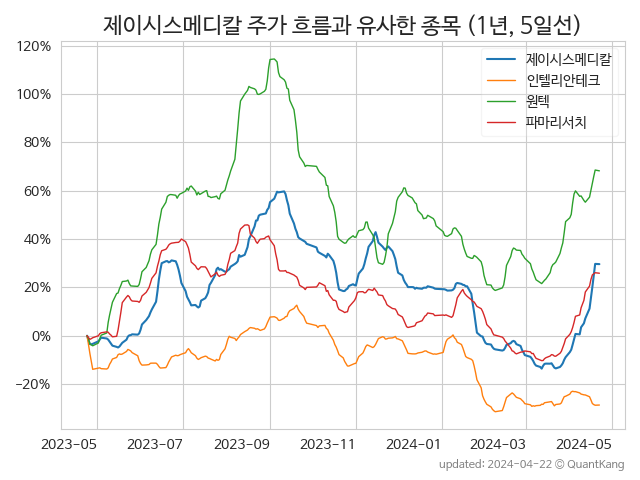 제이시스메디칼 주가 흐름과 유사한 종목 (1년, 5일선)
제이시스메디칼
인텔리안테크
원텍
파마리서치
120%
100%
80%
60%
40%
20%
0%
−20%
2023-05 2023-07 2023-09 2023-11 2024-01 2024-03 2024-05
updated: 2024-04-22 © QuantKang